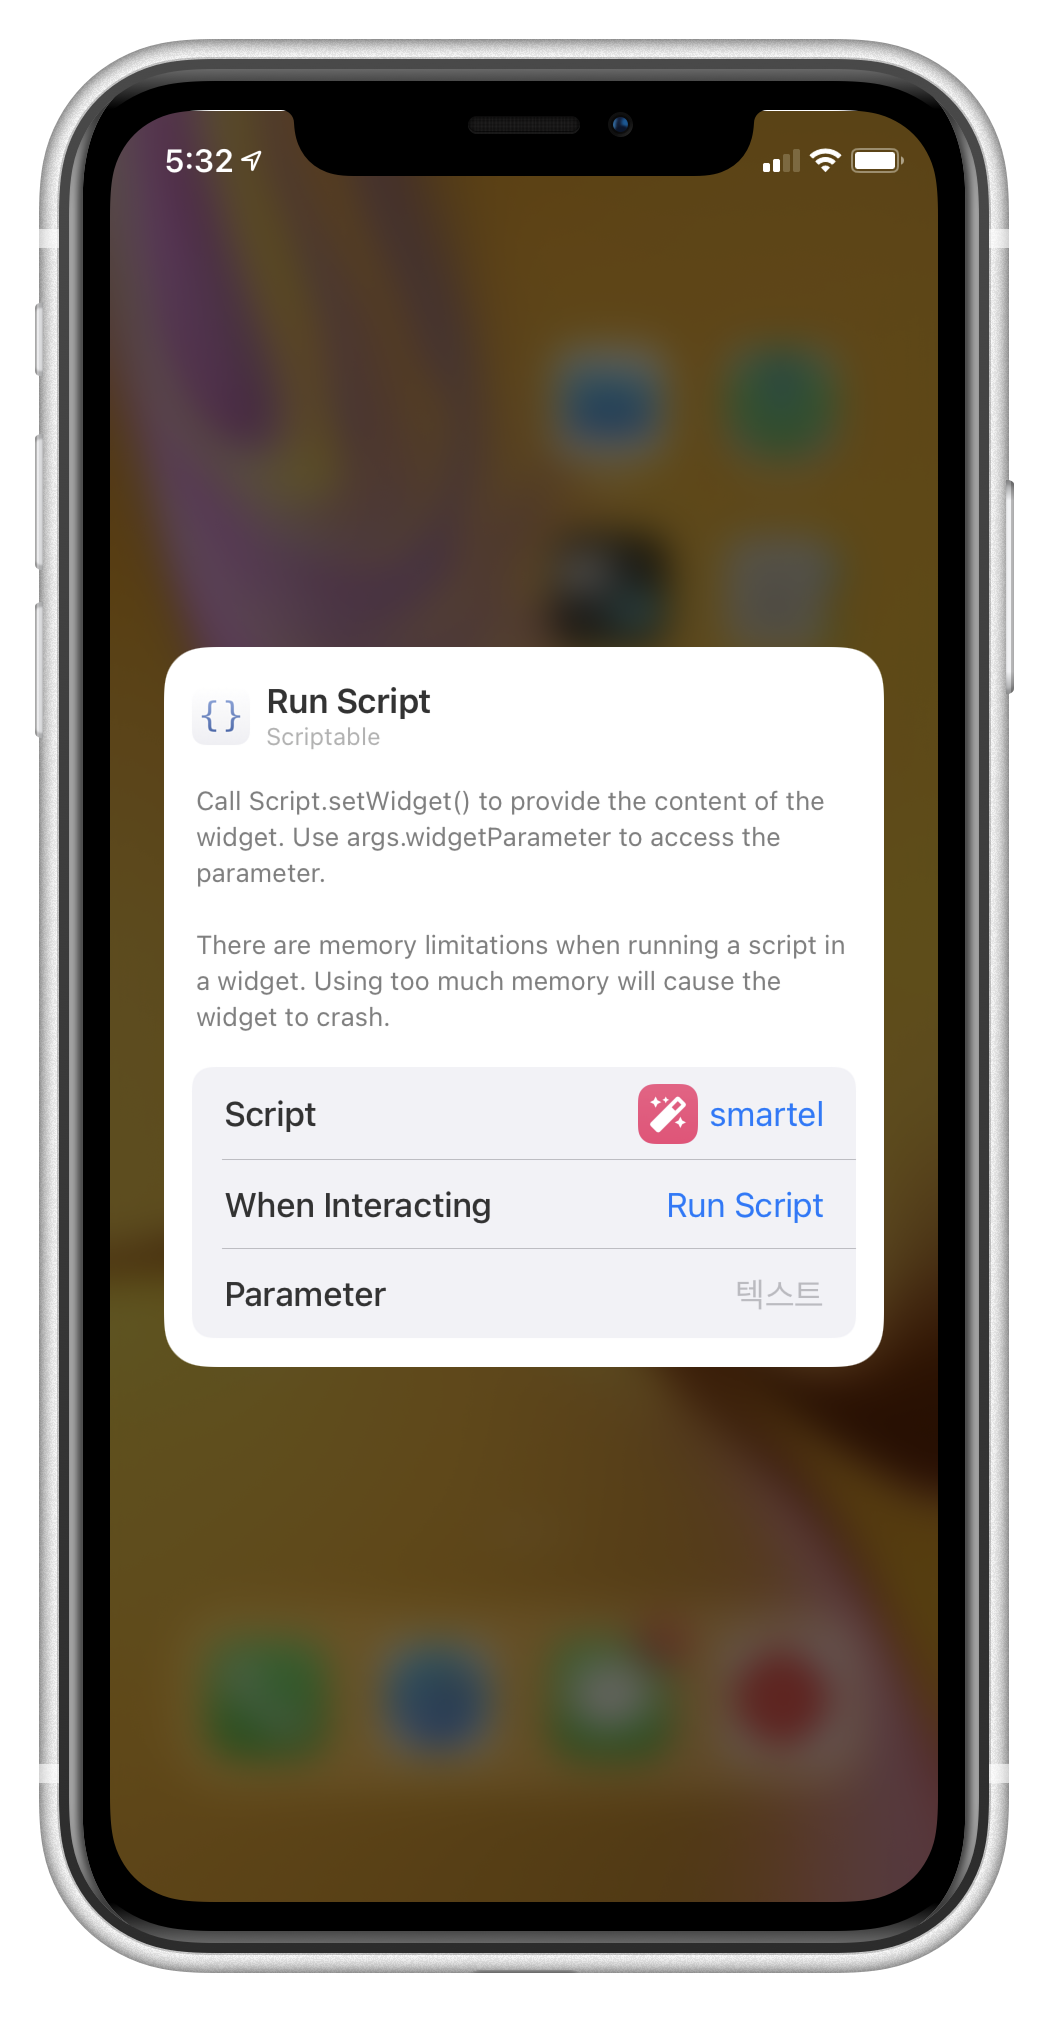 5:32
{}
Run Script
Scriptable
Call Script.setWidget() to provide the content of the
widget. Use args.widgetParameter to access the
parameter.
There are memory limitations when running a script in
a widget. Using too much memory will cause the
widget to crash.
Script smartel
When Interacting Run Script
Parameter 텍스트